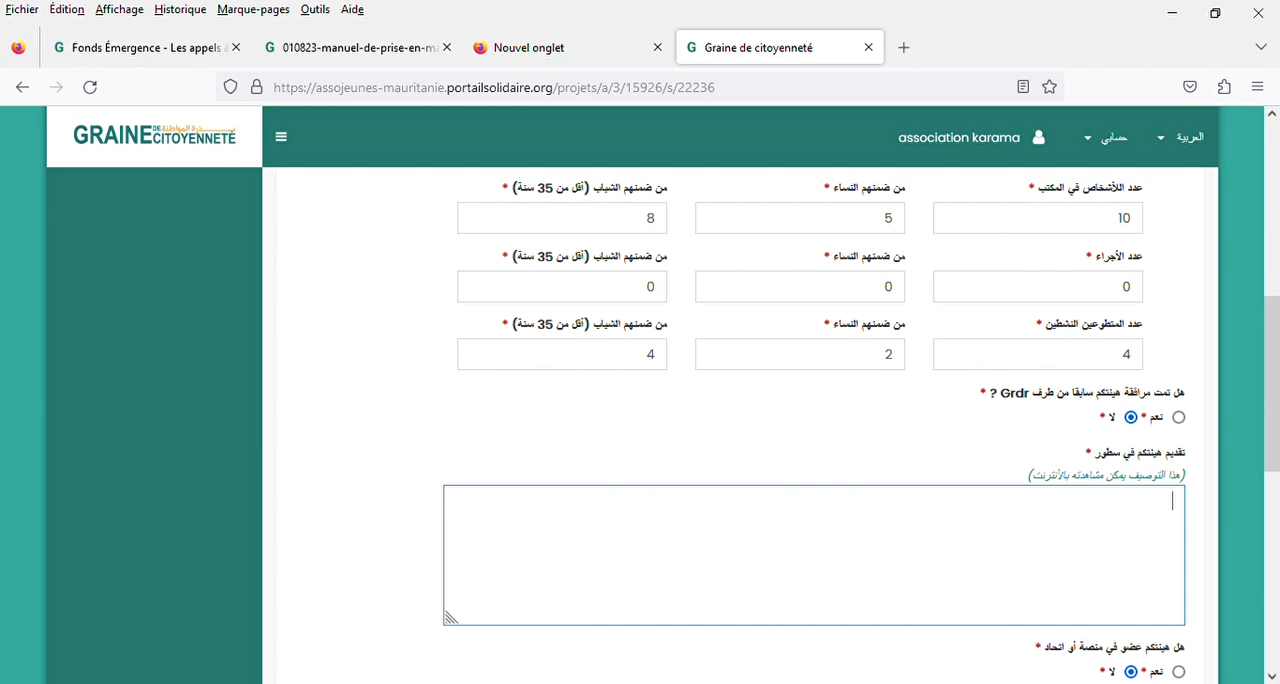 Fichier Édition Affichage Historique Marque-pages Outils Aide
Fonds Émergence - Les appels à
010823-manuel-de-prise-en-ma
Nouvel onglet
Graine de citoyenneté
https://assojeunes-mauritanie.portailsolidaire.org/projets/a/3/15926/s/22236
GRAINE DE CITOYENNETÉ بذرة المواطنة
association karama
حسابي
العربية
عدد اللأشخاص في المكتب * من ضمنهم النساء * من ضمنهم الشباب (أقل من 35 سنة) *
10 5 8
عدد الأجراء * من ضمنهم النساء * من ضمنهم الشباب (أقل من 35 سنة) *
0 0 0
عدد المتطوعين النشطين * من ضمنهم النساء * من ضمنهم الشباب (أقل من 35 سنة) *
4 2 4
هل تمت مرافقة هيئتكم سابقا من طرف Grdr ? *
نعم * لا *
تقديم هيئتكم في سطور *
(هذا التوصيف يمكن مشاهدته بالأنترنت)
هل هيئتكم عضو في منصة أو اتحاد *
نعم * لا *